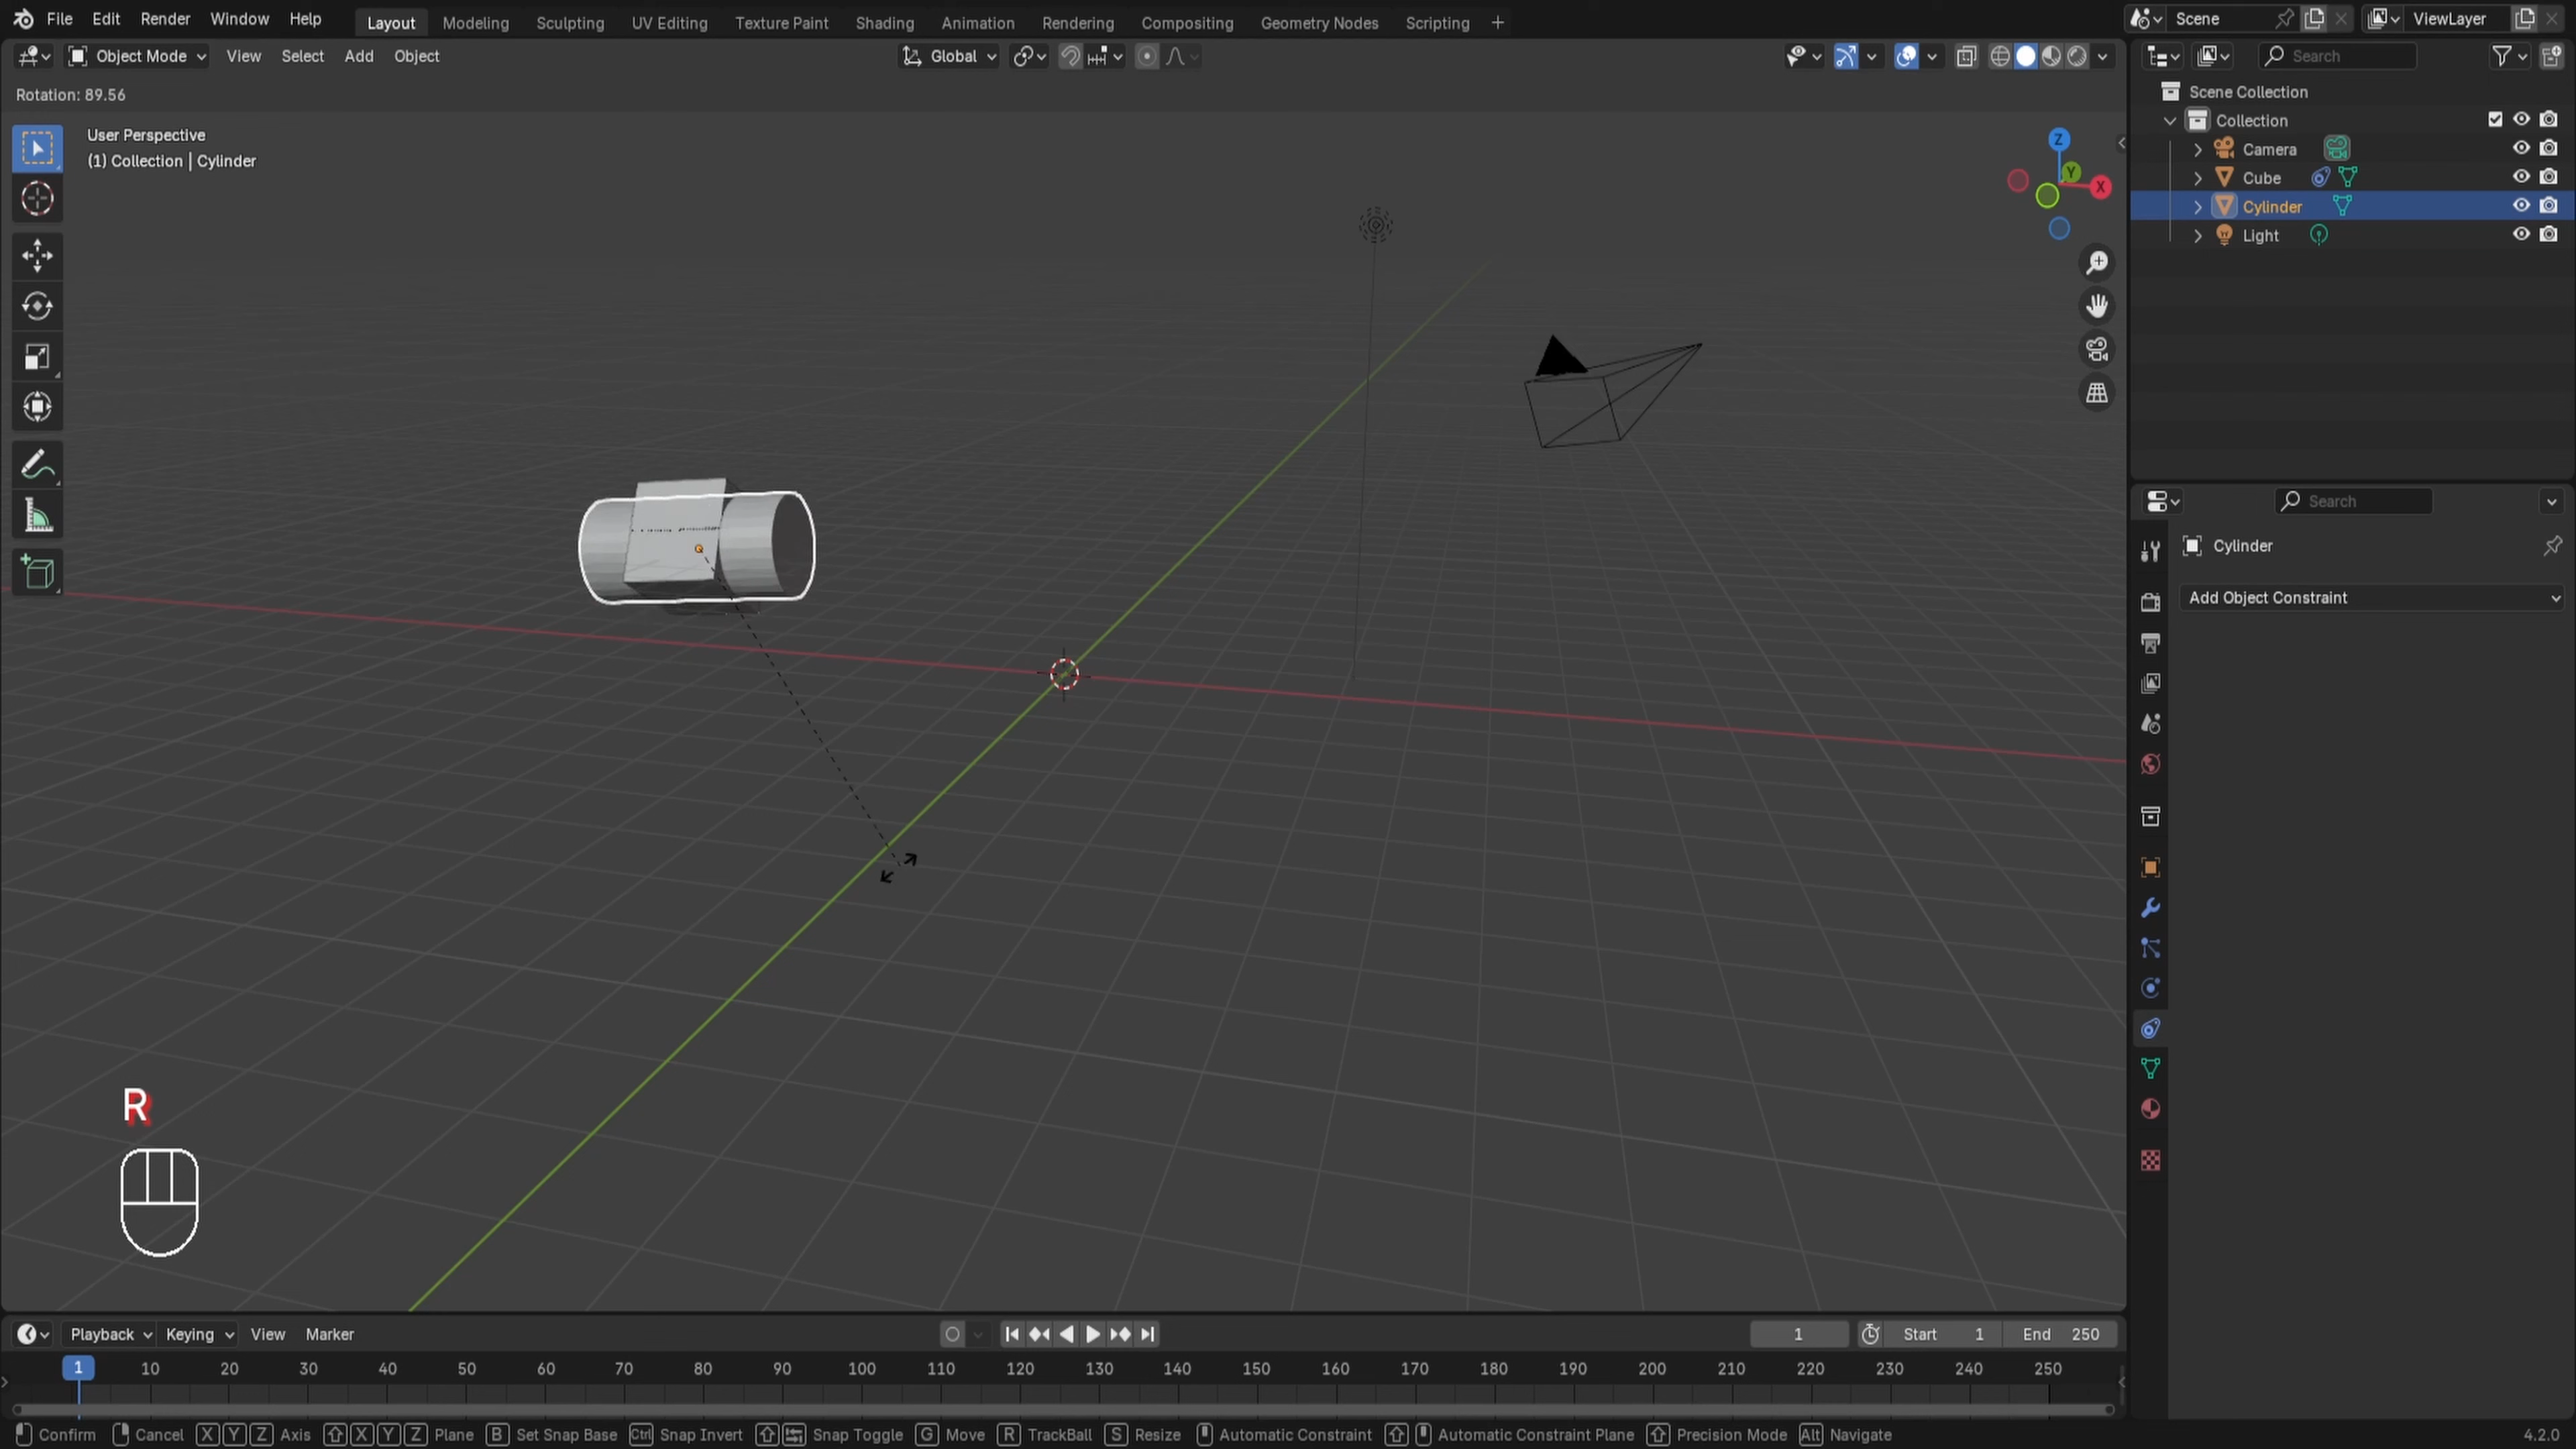 File Edit Render Window Help Layout Modeling Sculpting UV Editing Texture Paint Shading Animation Rendering Compositing Geometry Nodes Scripting + Scene ViewLayer
Object Mode View Select Add Object Global Search
Rotation: 89.56
User Perspective
(1) Collection | Cylinder
Z
Y
X
Scene Collection
Collection
Camera
Cube
Cylinder
Light
Search
Cylinder
Add Object Constraint
R
Playback Keying View Marker 1 Start 1 End 250
1 10 20 30 40 50 60 70 80 90 100 110 120 130 140 150 160 170 180 190 200 210 220 230 240 250
Confirm Cancel X Y Z Axis X Y Z Plane B Set Snap Base Ctrl Snap Invert Snap Toggle G Move R TrackBall S Resize Automatic Constraint Automatic Constraint Plane Precision Mode Alt Navigate 4.2.0